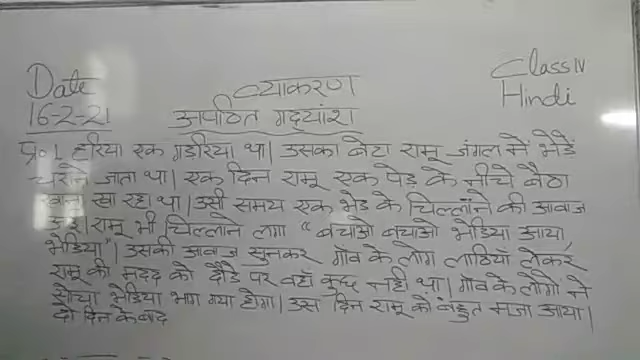 Date
16-2-21
व्याकरण
अपठित गद्यांश
Class IV
Hindi
प्र० 1. हरिया एक गडरिया था। उसका बेटा रामू जंगल में भेड़ें
चराने जाता था। एक दिन रामू एक पेड़ के नीचे बैठा
खाना खा रहा था। उसी समय एक भेड़ के चिल्लाने की आवाज
आई। रामू भी चिल्लाने लगा "बचाओ बचाओ भेडिया आया,
भेडिया"। उसकी आवाज सुनकर गाँव के लोग लाठियाँ लेकर
रामू की मदद को दौड़े पर वहाँ कुछ नही था। गाँव के लोगो ने
सोचा भेडिया भाग गया होगा। उस दिन रामू को बहुत मजा आया।
दो दिन के बाद